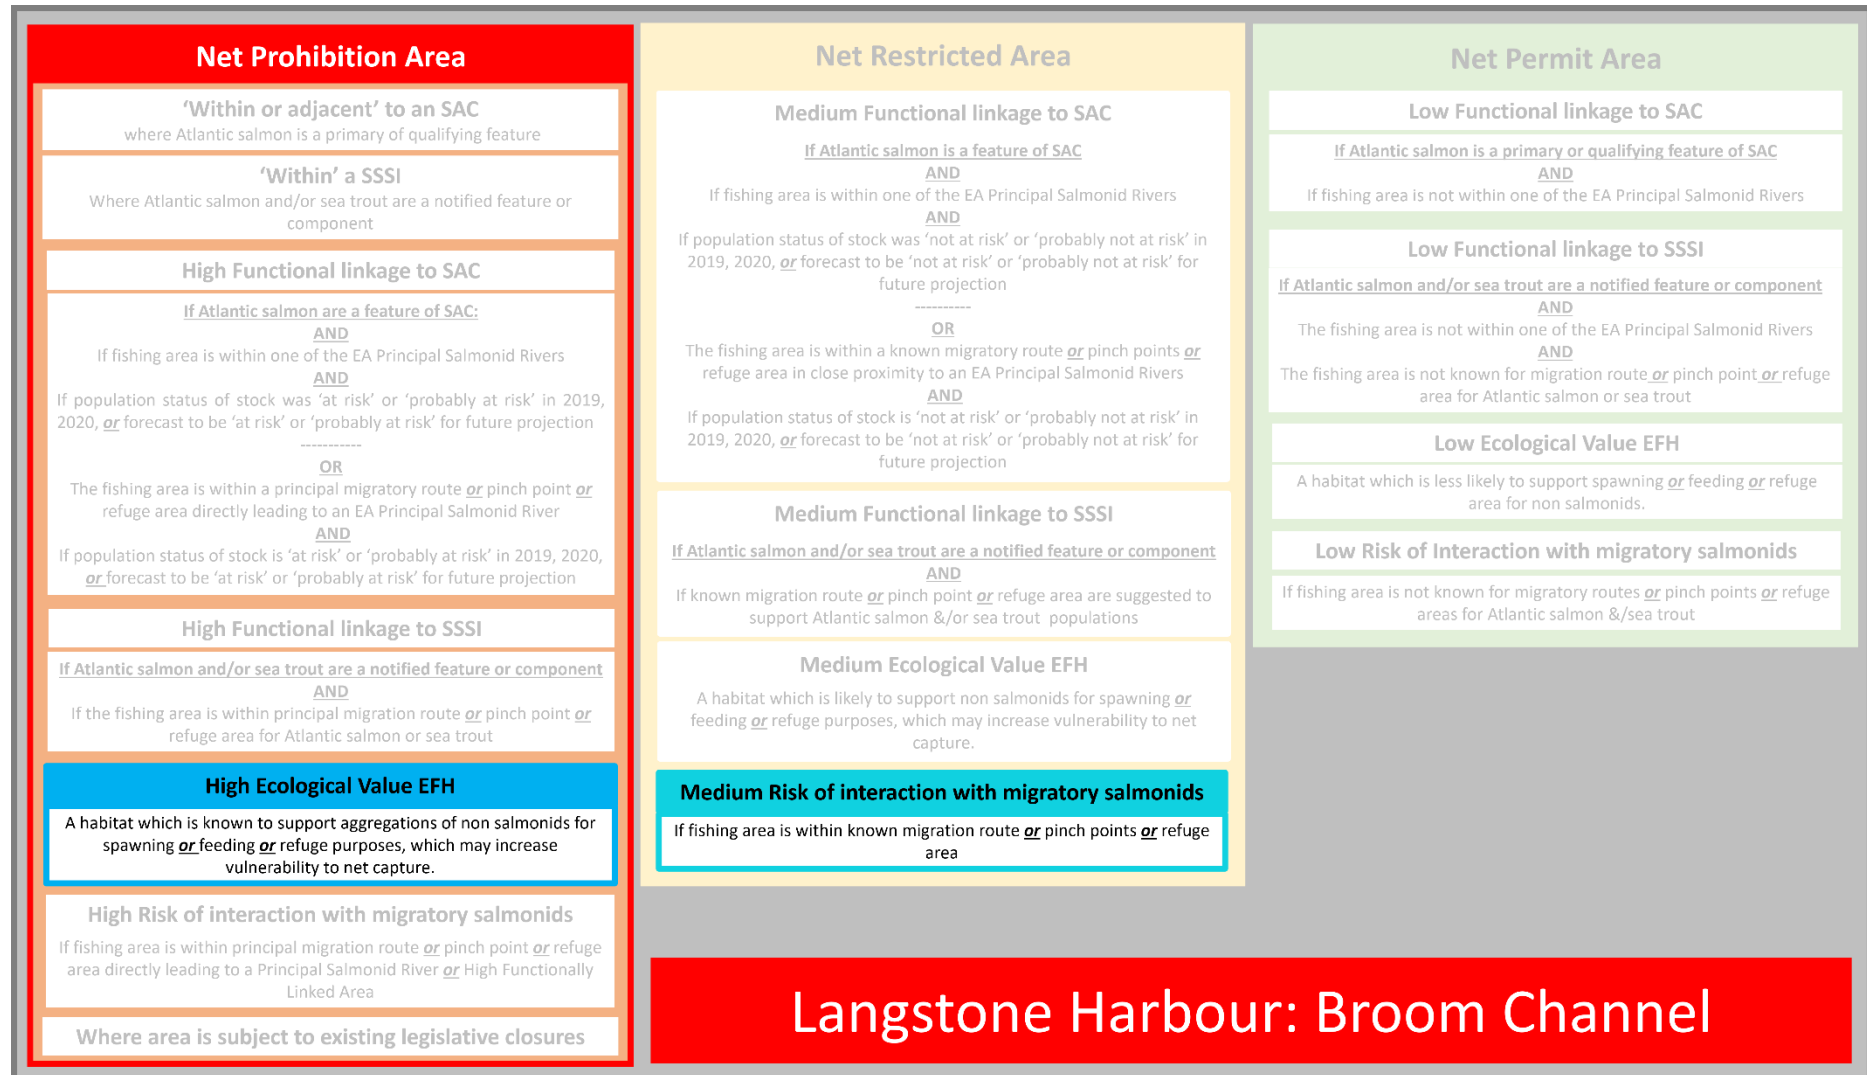 Net Prohibition Area
‘Within or adjacent’ to an SAC
where Atlantic salmon is a primary of qualifying feature
‘Within’ a SSSI
Where Atlantic salmon and/or sea trout are a notified feature or
component
High Functional linkage to SAC
If Atlantic salmon are a feature of SAC:
AND
If fishing area is within one of the EA Principal Salmonid Rivers
AND
If population status of stock was ‘at risk’ or ‘probably at risk’ in 2019,
2020, or forecast to be ‘at risk’ or ‘probably at risk’ for future projection
-----------
OR
The fishing area is within a principal migratory route or pinch point or
refuge area directly leading to an EA Principal Salmonid River
AND
If population status of stock is ‘at risk’ or ‘probably at risk’ in 2019, 2020,
or forecast to be ‘at risk’ or ‘probably at risk’ for future projection
High Functional linkage to SSSI
If Atlantic salmon and/or sea trout are a notified feature or component
AND
If the fishing area is within principal migration route or pinch point or
refuge area for Atlantic salmon or sea trout
High Ecological Value EFH
A habitat which is known to support aggregations of non salmonids for
spawning or feeding or refuge purposes, which may increase
vulnerability to net capture.
High Risk of interaction with migratory salmonids
If fishing area is within principal migration route or pinch point or refuge
area directly leading to a Principal Salmonid River or High Functionally
Linked Area
Where area is subject to existing legislative closures
Net Restricted Area
Medium Functional linkage to SAC
If Atlantic salmon is a feature of SAC
AND
If fishing area is within one of the EA Principal Salmonid Rivers
AND
If population status of stock was ‘not at risk’ or ‘probably not at risk’ in
2019, 2020, or forecast to be ‘not at risk’ or ‘probably not at risk’ for
future projection
----------
OR
The fishing area is within a known migratory route or pinch points or
refuge area in close proximity to an EA Principal Salmonid Rivers
AND
If population status of stock is ‘not at risk’ or ‘probably not at risk’ in
2019, 2020, or forecast to be ‘not at risk’ or ‘probably not at risk’ for
future projection
Medium Functional linkage to SSSI
If Atlantic salmon and/or sea trout are a notified feature or component
AND
If known migration route or pinch point or refuge area are suggested to
support Atlantic salmon &/or sea trout populations
Medium Ecological Value EFH
A habitat which is likely to support non salmonids for spawning or
feeding or refuge purposes, which may increase vulnerability to net
capture.
Medium Risk of interaction with migratory salmonids
If fishing area is within known migration route or pinch points or refuge
area
Net Permit Area
Low Functional linkage to SAC
If Atlantic salmon is a primary or qualifying feature of SAC
AND
If fishing area is not within one of the EA Principal Salmonid Rivers
Low Functional linkage to SSSI
If Atlantic salmon and/or sea trout are a notified feature or component
AND
The fishing area is not within one of the EA Principal Salmonid Rivers
AND
The fishing area is not known for migration route or pinch point or refuge
area for Atlantic salmon or sea trout
Low Ecological Value EFH
A habitat which is less likely to support spawning or feeding or refuge
area for non salmonids.
Low Risk of Interaction with migratory salmonids
If fishing area is not known for migratory routes or pinch points or refuge
areas for Atlantic salmon &/sea trout
Langstone Harbour: Broom Channel